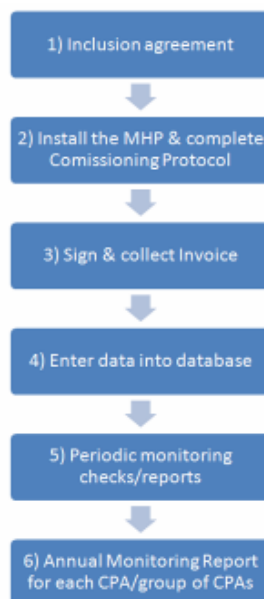 1) Inclusion agreement
2) Install the MHP & complete
Comissioning Protocol
3) Sign & collect Invoice
4) Enter data into database
5) Periodic monitoring
checks/reports
6) Annual Monitoring Report
for each CPA/group of CPAs